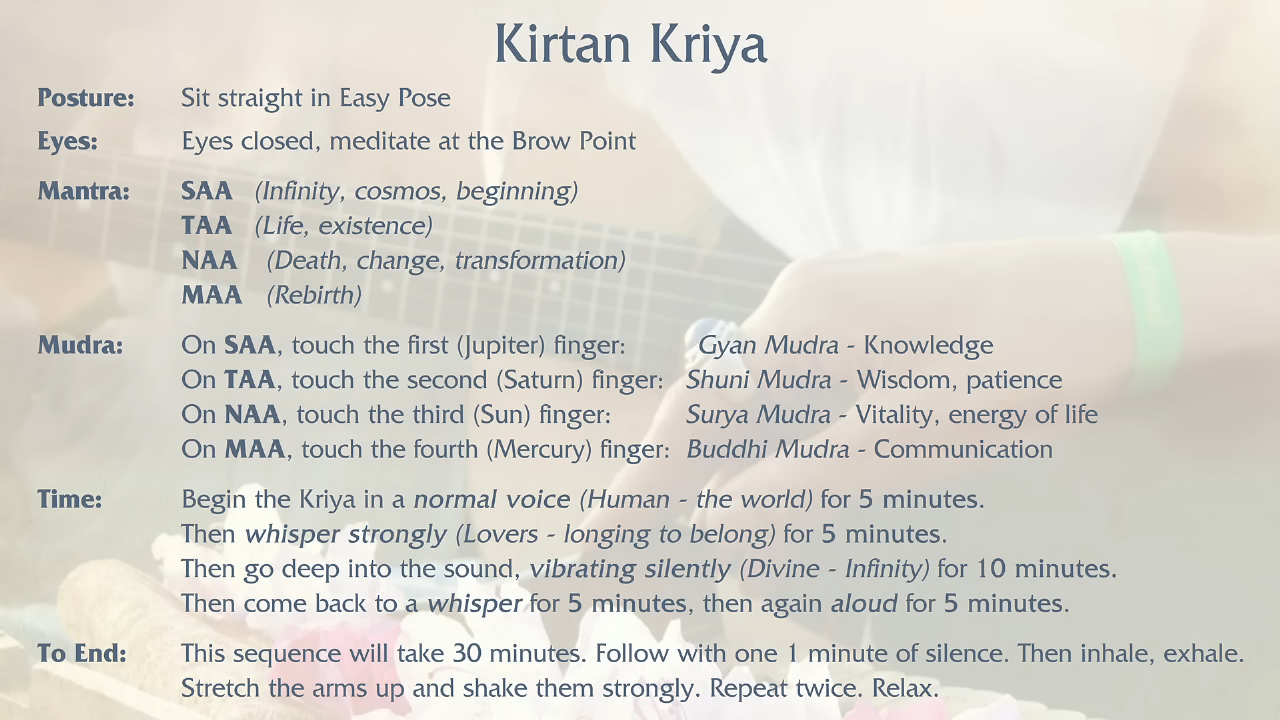 Kirtan Kriya
Posture: Sit straight in Easy Pose
Eyes: Eyes closed, meditate at the Brow Point
Mantra: SAA (Infinity, cosmos, beginning)
TAA (Life, existence)
NAA (Death, change, transformation)
MAA (Rebirth)
Mudra: On SAA, touch the first (Jupiter) finger: Gyan Mudra - Knowledge
On TAA, touch the second (Saturn) finger: Shuni Mudra - Wisdom, patience
On NAA, touch the third (Sun) finger: Surya Mudra - Vitality, energy of life
On MAA, touch the fourth (Mercury) finger: Buddhi Mudra - Communication
Time: Begin the Kriya in a normal voice (Human - the world) for 5 minutes.
Then whisper strongly (Lovers - longing to belong) for 5 minutes.
Then go deep into the sound, vibrating silently (Divine - Infinity) for 10 minutes.
Then come back to a whisper for 5 minutes, then again aloud for 5 minutes.
To End: This sequence will take 30 minutes. Follow with one 1 minute of silence. Then inhale, exhale.
Stretch the arms up and shake them strongly. Repeat twice. Relax.